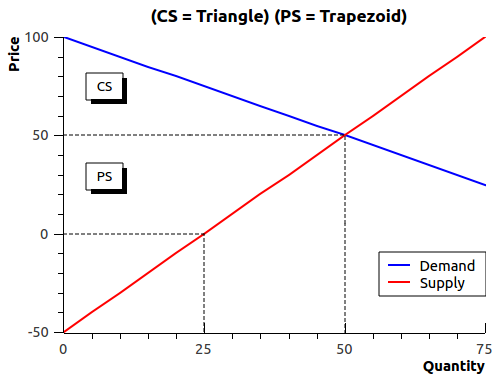 (CS = Triangle) (PS = Trapezoid)
Price
100
CS
50
PS
0
Demand
Supply
-50
0 25 50 75
Quantity